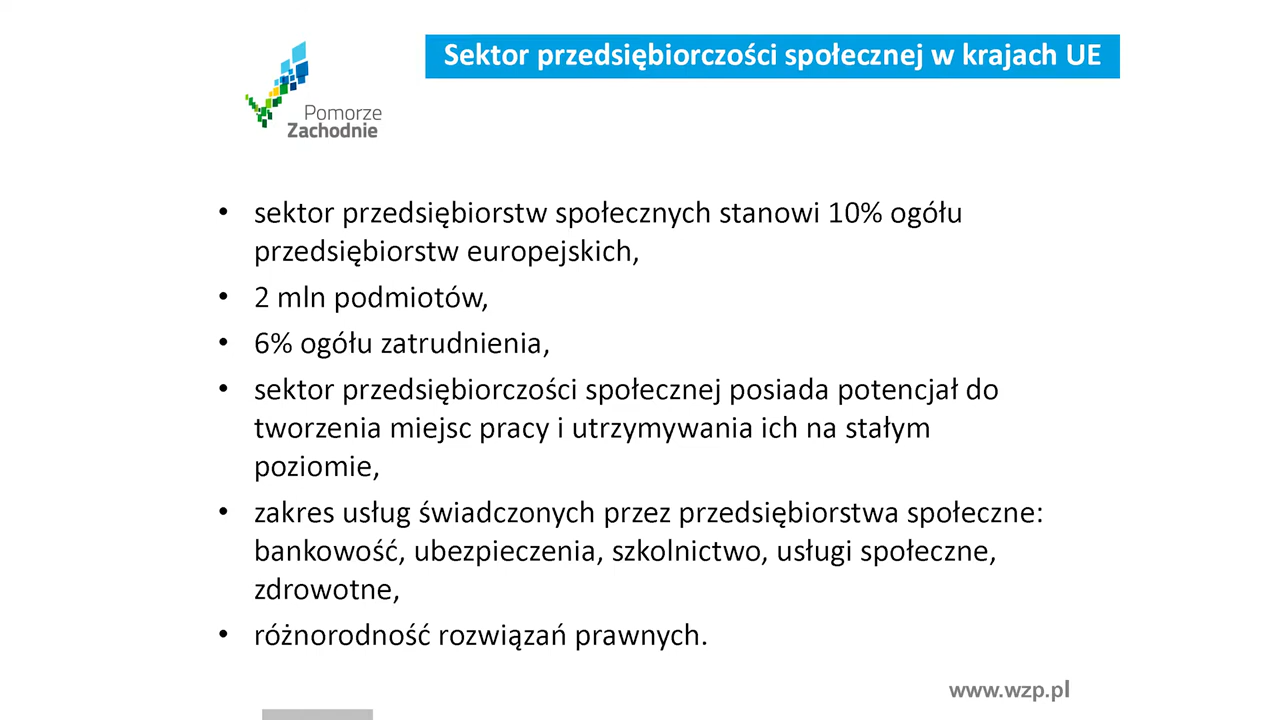 Sektor przedsiębiorczości społecznej w krajach UE
Pomorze
Zachodnie
• sektor przedsiębiorstw społecznych stanowi 10% ogółu
przedsiębiorstw europejskich,
• 2 mln podmiotów,
• 6% ogółu zatrudnienia,
• sektor przedsiębiorczości społecznej posiada potencjał do
tworzenia miejsc pracy i utrzymywania ich na stałym
poziomie,
• zakres usług świadczonych przez przedsiębiorstwa społeczne:
bankowość, ubezpieczenia, szkolnictwo, usługi społeczne,
zdrowotne,
• różnorodność rozwiązań prawnych.
www.wzp.pl